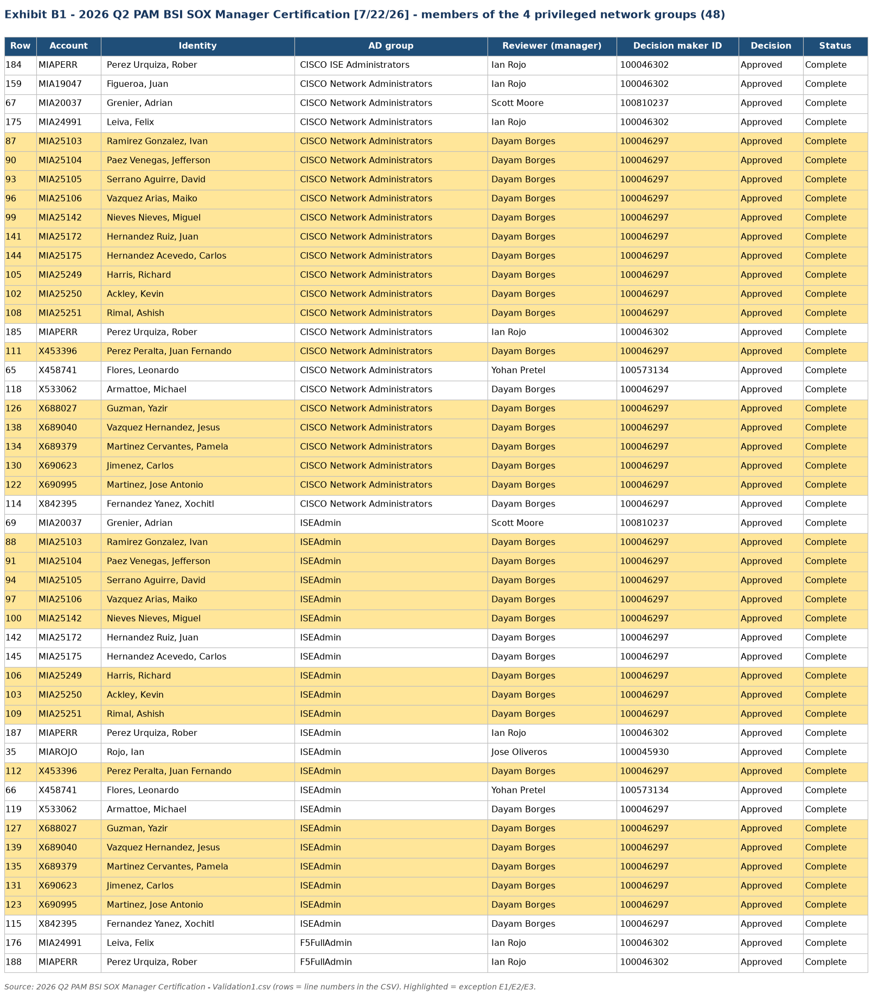 Exhibit B1 - 2026 Q2 PAM BSI SOX Manager Certification [7/22/26] - members of the 4 privileged network groups (48)
Row Account Identity AD group Reviewer (manager) Decision maker ID Decision Status
184 MIAPERR Perez Urquiza, Rober CISCO ISE Administrators Ian Rojo 100046302 Approved Complete
159 MIA19047 Figueroa, Juan CISCO Network Administrators Ian Rojo 100046302 Approved Complete
67 MIA20037 Grenier, Adrian CISCO Network Administrators Scott Moore 100810237 Approved Complete
175 MIA24991 Leiva, Felix CISCO Network Administrators Ian Rojo 100046302 Approved Complete
87 MIA25103 Ramirez Gonzalez, Ivan CISCO Network Administrators Dayam Borges 100046297 Approved Complete
90 MIA25104 Paez Venegas, Jefferson CISCO Network Administrators Dayam Borges 100046297 Approved Complete
93 MIA25105 Serrano Aguirre, David CISCO Network Administrators Dayam Borges 100046297 Approved Complete
96 MIA25106 Vazquez Arias, Maiko CISCO Network Administrators Dayam Borges 100046297 Approved Complete
99 MIA25142 Nieves Nieves, Miguel CISCO Network Administrators Dayam Borges 100046297 Approved Complete
141 MIA25172 Hernandez Ruiz, Juan CISCO Network Administrators Dayam Borges 100046297 Approved Complete
144 MIA25175 Hernandez Acevedo, Carlos CISCO Network Administrators Dayam Borges 100046297 Approved Complete
105 MIA25249 Harris, Richard CISCO Network Administrators Dayam Borges 100046297 Approved Complete
102 MIA25250 Ackley, Kevin CISCO Network Administrators Dayam Borges 100046297 Approved Complete
108 MIA25251 Rimal, Ashish CISCO Network Administrators Dayam Borges 100046297 Approved Complete
185 MIAPERR Perez Urquiza, Rober CISCO Network Administrators Ian Rojo 100046302 Approved Complete
111 X453396 Perez Peralta, Juan Fernando CISCO Network Administrators Dayam Borges 100046297 Approved Complete
65 X458741 Flores, Leonardo CISCO Network Administrators Yohan Pretel 100573134 Approved Complete
118 X533062 Armattoe, Michael CISCO Network Administrators Dayam Borges 100046297 Approved Complete
126 X688027 Guzman, Yazir CISCO Network Administrators Dayam Borges 100046297 Approved Complete
138 X689040 Vazquez Hernandez, Jesus CISCO Network Administrators Dayam Borges 100046297 Approved Complete
134 X689379 Martinez Cervantes, Pamela CISCO Network Administrators Dayam Borges 100046297 Approved Complete
130 X690623 Jimenez, Carlos CISCO Network Administrators Dayam Borges 100046297 Approved Complete
122 X690995 Martinez, Jose Antonio CISCO Network Administrators Dayam Borges 100046297 Approved Complete
114 X842395 Fernandez Yanez, Xochitl CISCO Network Administrators Dayam Borges 100046297 Approved Complete
69 MIA20037 Grenier, Adrian ISEAdmin Scott Moore 100810237 Approved Complete
88 MIA25103 Ramirez Gonzalez, Ivan ISEAdmin Dayam Borges 100046297 Approved Complete
91 MIA25104 Paez Venegas, Jefferson ISEAdmin Dayam Borges 100046297 Approved Complete
94 MIA25105 Serrano Aguirre, David ISEAdmin Dayam Borges 100046297 Approved Complete
97 MIA25106 Vazquez Arias, Maiko ISEAdmin Dayam Borges 100046297 Approved Complete
100 MIA25142 Nieves Nieves, Miguel ISEAdmin Dayam Borges 100046297 Approved Complete
142 MIA25172 Hernandez Ruiz, Juan ISEAdmin Dayam Borges 100046297 Approved Complete
145 MIA25175 Hernandez Acevedo, Carlos ISEAdmin Dayam Borges 100046297 Approved Complete
106 MIA25249 Harris, Richard ISEAdmin Dayam Borges 100046297 Approved Complete
103 MIA25250 Ackley, Kevin ISEAdmin Dayam Borges 100046297 Approved Complete
109 MIA25251 Rimal, Ashish ISEAdmin Dayam Borges 100046297 Approved Complete
187 MIAPERR Perez Urquiza, Rober ISEAdmin Ian Rojo 100046302 Approved Complete
35 MIAROJO Rojo, Ian ISEAdmin Jose Oliveros 100045930 Approved Complete
112 X453396 Perez Peralta, Juan Fernando ISEAdmin Dayam Borges 100046297 Approved Complete
66 X458741 Flores, Leonardo ISEAdmin Yohan Pretel 100573134 Approved Complete
119 X533062 Armattoe, Michael ISEAdmin Dayam Borges 100046297 Approved Complete
127 X688027 Guzman, Yazir ISEAdmin Dayam Borges 100046297 Approved Complete
139 X689040 Vazquez Hernandez, Jesus ISEAdmin Dayam Borges 100046297 Approved Complete
135 X689379 Martinez Cervantes, Pamela ISEAdmin Dayam Borges 100046297 Approved Complete
131 X690623 Jimenez, Carlos ISEAdmin Dayam Borges 100046297 Approved Complete
123 X690995 Martinez, Jose Antonio ISEAdmin Dayam Borges 100046297 Approved Complete
115 X842395 Fernandez Yanez, Xochitl ISEAdmin Dayam Borges 100046297 Approved Complete
176 MIA24991 Leiva, Felix F5FullAdmin Ian Rojo 100046302 Approved Complete
188 MIAPERR Perez Urquiza, Rober F5FullAdmin Ian Rojo 100046302 Approved Complete
Source: 2026 Q2 PAM BSI SOX Manager Certification - Validation1.csv (rows = line numbers in the CSV). Highlighted = exception E1/E2/E3.